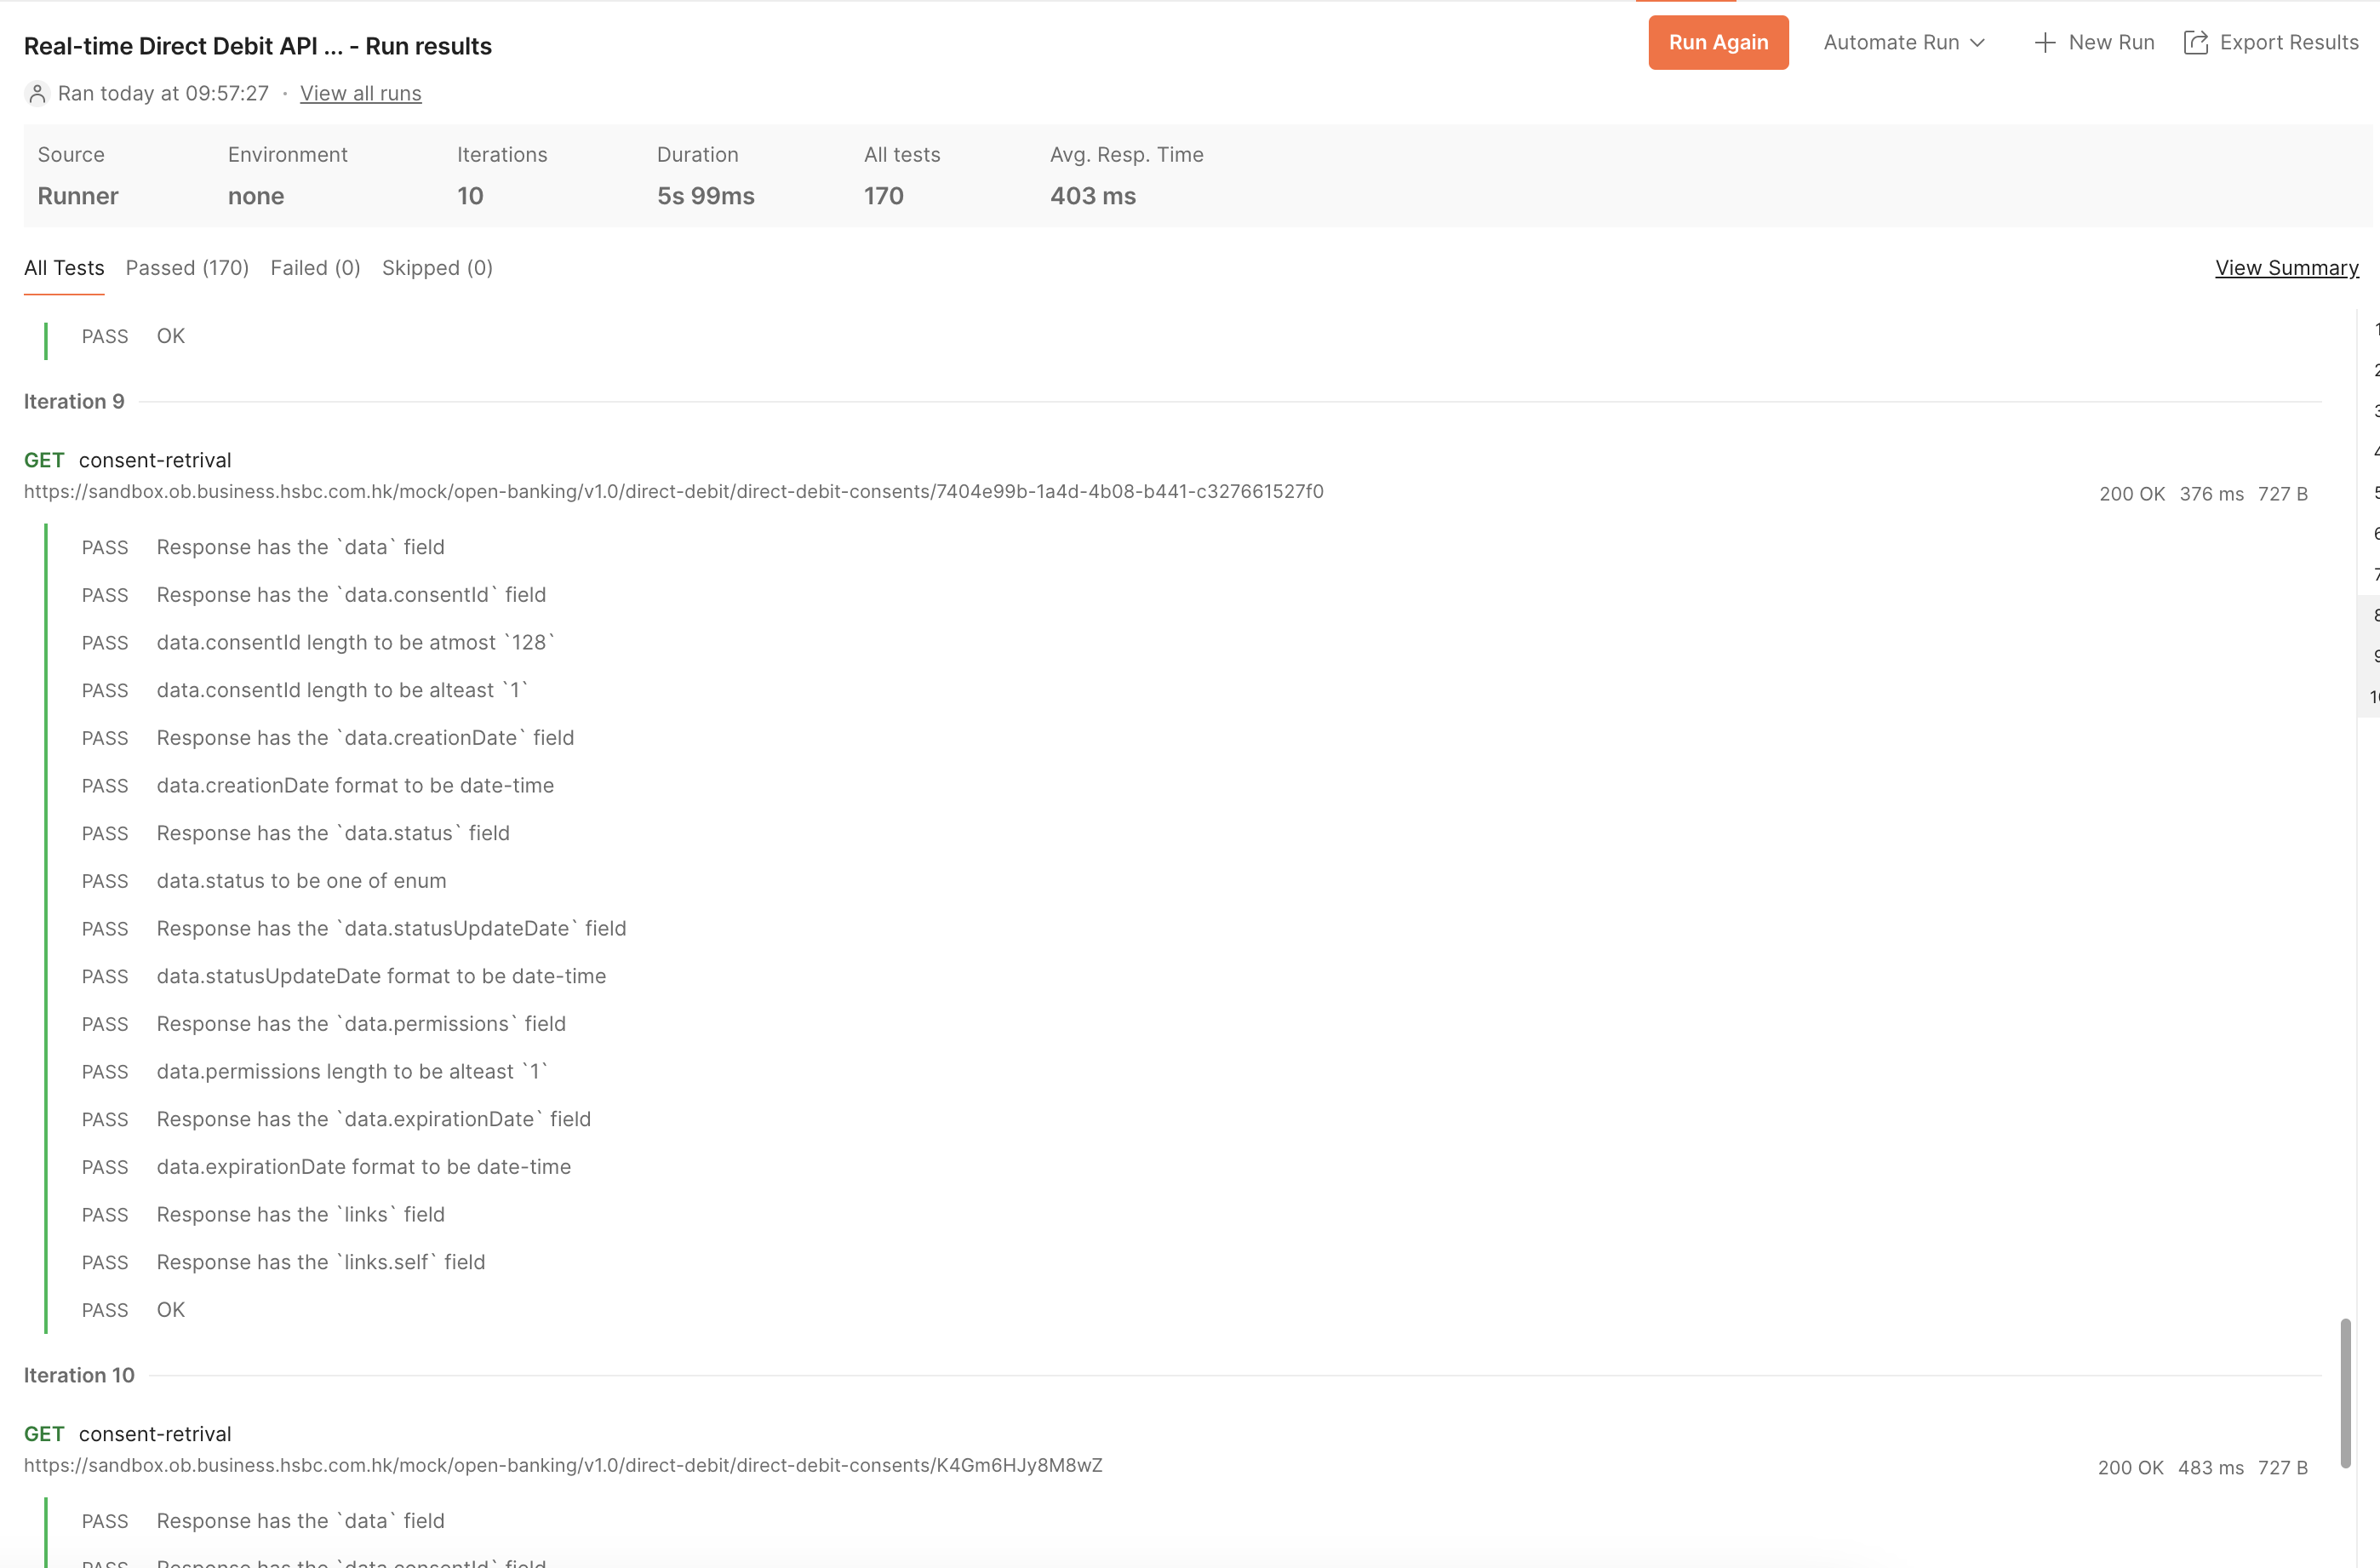 Real-time Direct Debit API ... - Run results
Run Again
Automate Run
New Run
Export Results
Ran today at 09:57:27 · View all runs
Source Environment Iterations Duration All tests Avg. Resp. Time
Runner none 10 5s 99ms 170 403 ms
All Tests Passed (170) Failed (0) Skipped (0) View Summary
PASS OK
Iteration 9
GET consent-retrival
https://sandbox.ob.business.hsbc.com.hk/mock/open-banking/v1.0/direct-debit/direct-debit-consents/7404e99b-1a4d-4b08-b441-c327661527f0
200 OK 376 ms 727 B
PASS Response has the `data` field
PASS Response has the `data.consentId` field
PASS data.consentId length to be atmost `128`
PASS data.consentId length to be alteast `1`
PASS Response has the `data.creationDate` field
PASS data.creationDate format to be date-time
PASS Response has the `data.status` field
PASS data.status to be one of enum
PASS Response has the `data.statusUpdateDate` field
PASS data.statusUpdateDate format to be date-time
PASS Response has the `data.permissions` field
PASS data.permissions length to be alteast `1`
PASS Response has the `data.expirationDate` field
PASS data.expirationDate format to be date-time
PASS Response has the `links` field
PASS Response has the `links.self` field
PASS OK
Iteration 10
GET consent-retrival
https://sandbox.ob.business.hsbc.com.hk/mock/open-banking/v1.0/direct-debit/direct-debit-consents/K4Gm6HJy8M8wZ
200 OK 483 ms 727 B
PASS Response has the `data` field
PASS Response has the `data.consentId` field